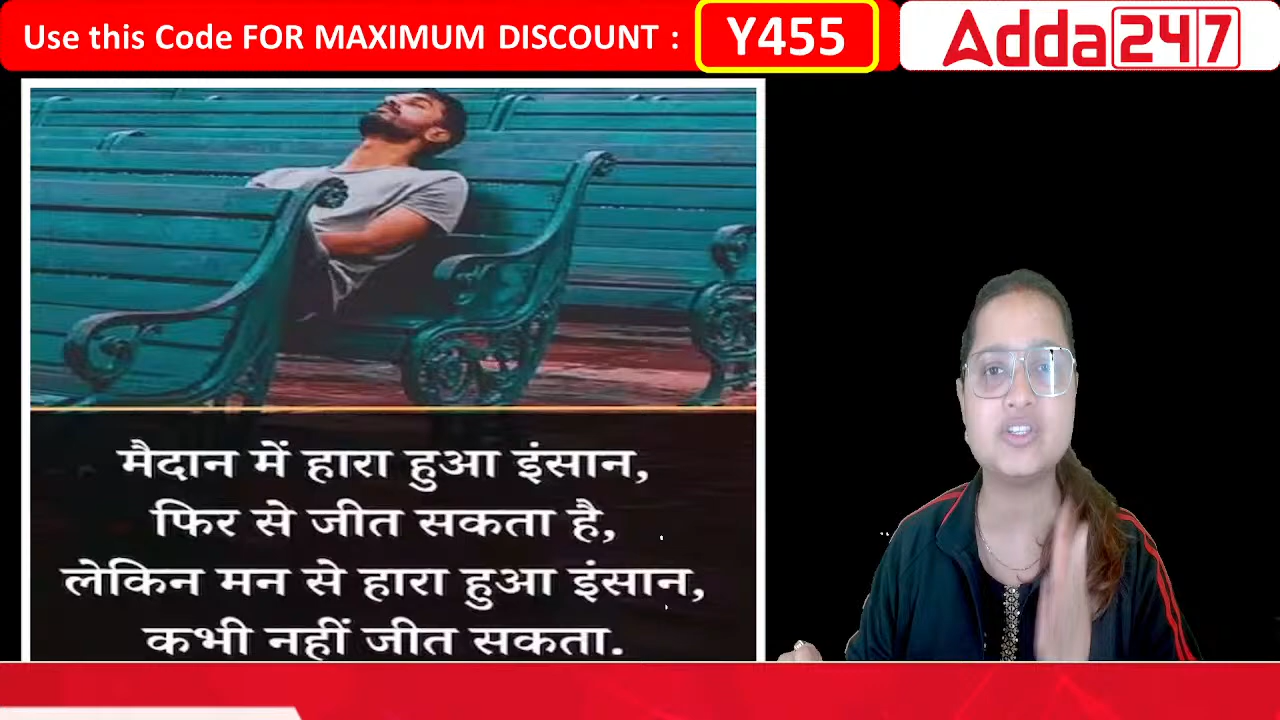 Use this Code FOR MAXIMUM DISCOUNT :
Y455
Adda247
मैदान में हारा हुआ इंसान,
फिर से जीत सकता है,
लेकिन मन से हारा हुआ इंसान,
कभी नहीं जीत सकता.